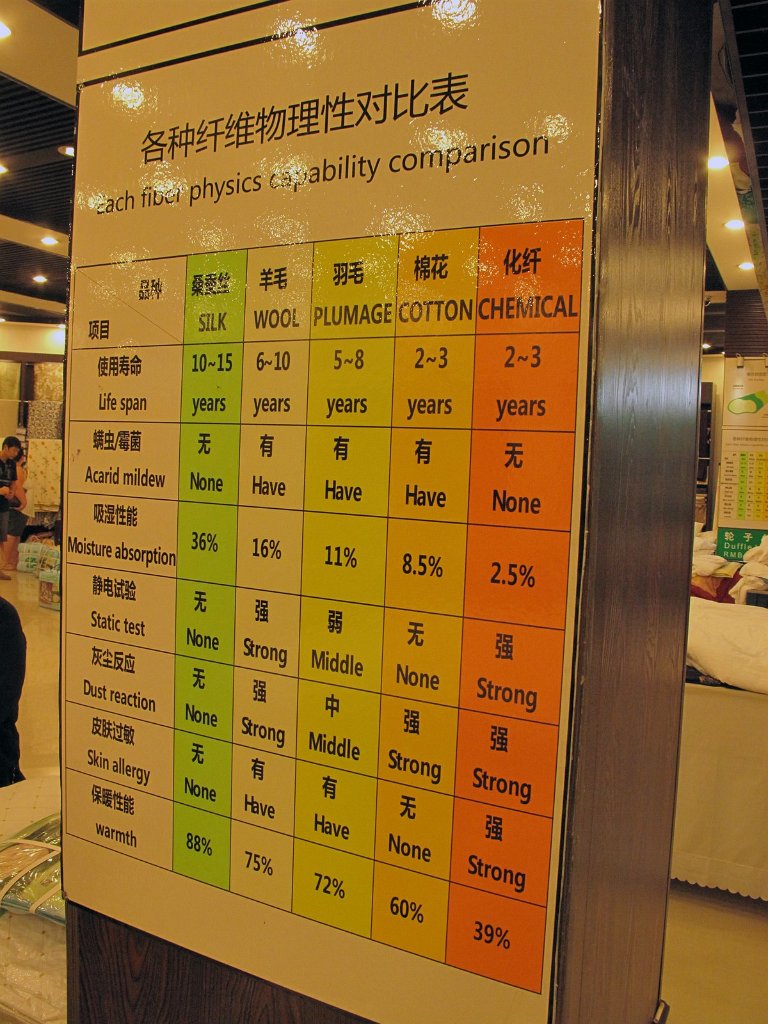 各种纤维物理性对比表
Each fiber physics capability comparison
品种 项目 桑蚕丝 羊毛 羽毛 棉花 化纤
SILK WOOL PLUMAGE COTTON CHEMICAL
使用寿命 10~15 6~10 5~8 2~3 2~3
Life span years years years years years
螨虫/霉菌 无 有 有 有 无
Acarid mildew None Have Have Have None
吸湿性能
Moisture absorption 36% 16% 11% 8.5% 2.5%
静电试验 无 强 弱 无 强
Static test None Strong Middle None Strong
灰尘反应 无 强 中 强 强
Dust reaction None Strong Middle Strong Strong
皮肤过敏 无 有 有 无 强
Skin allergy None Have Have None Strong
保暖性能
warmth 88% 75% 72% 60% 39%
轮子
Duffle
RMB